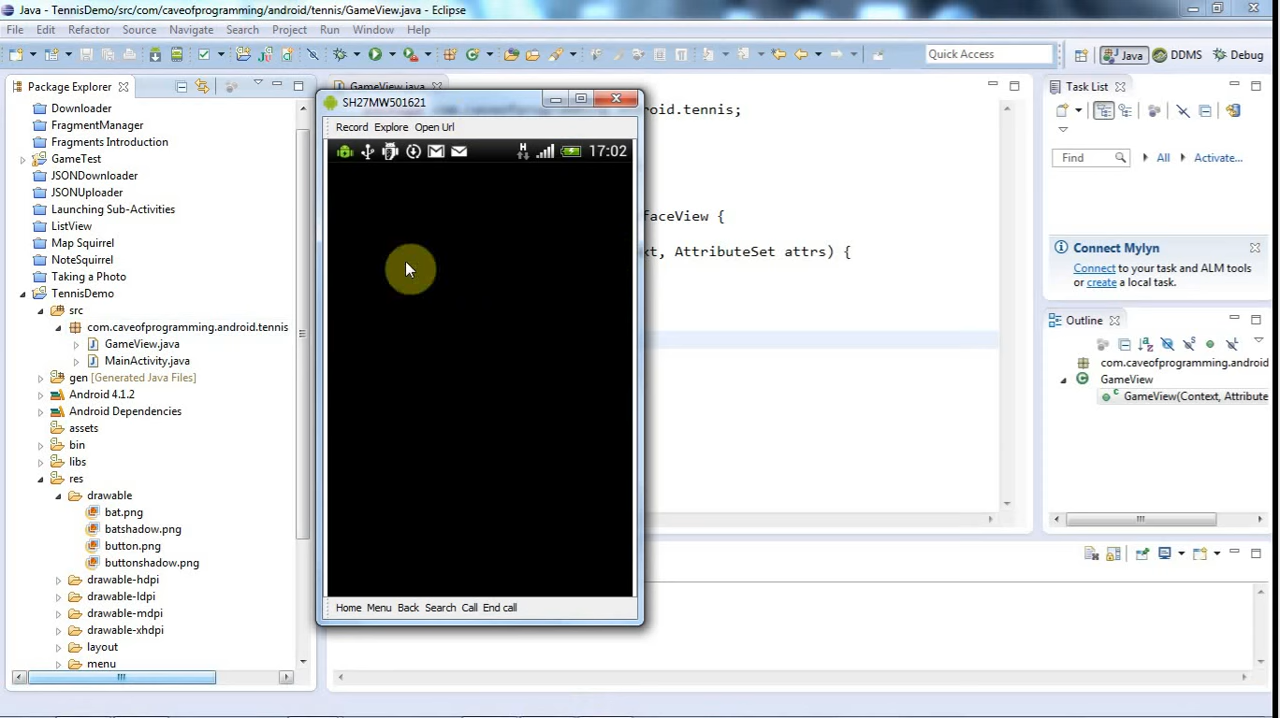 Java - TennisDemo/src/com/caveofprogramming/android/tennis/GameView.java - Eclipse
File Edit Refactor Source Navigate Search Project Run Window Help
Quick Access
Java
DDMS
Debug
Package Explorer
Downloader
FragmentManager
Fragments Introduction
GameTest
JSONDownloader
JSONUploader
Launching Sub-Activities
ListView
Map Squirrel
NoteSquirrel
Taking a Photo
TennisDemo
src
com.caveofprogramming.android.tennis
GameView.java
MainActivity.java
gen [Generated Java Files]
Android 4.1.2
Android Dependencies
assets
bin
libs
res
drawable
bat.png
batshadow.png
button.png
buttonshadow.png
drawable-hdpi
drawable-ldpi
drawable-mdpi
drawable-xhdpi
layout
menu
GameView.java
SH27MW501621
Record Explore Open Url
H 17:02
Home Menu Back Search Call End call
oid.tennis;
faceView {
xt, AttributeSet attrs) {
Task List
Find All Activate...
Connect Mylyn
Connect to your task and ALM tools
or create a local task.
Outline
com.caveofprogramming.android
GameView
GameView(Context, Attribute